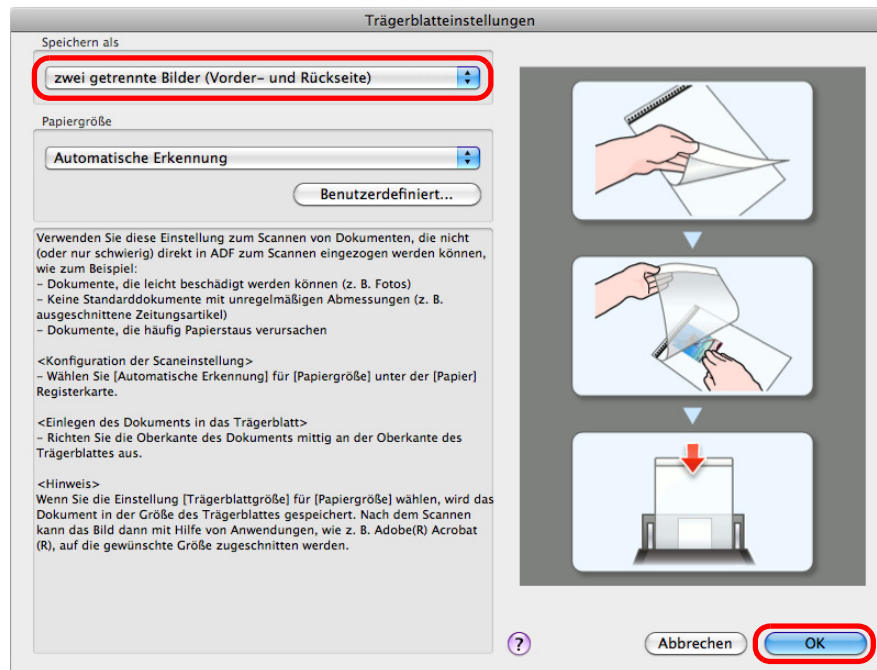 Trägerblatteinstellungen
Speichern als
zwei getrennte Bilder (Vorder- und Rückseite)
Papiergröße
Automatische Erkennung
Benutzerdefiniert...
Verwenden Sie diese Einstellung zum Scannen von Dokumenten, die nicht
(oder nur schwierig) direkt in ADF zum Scannen eingezogen werden können,
wie zum Beispiel:
- Dokumente, die leicht beschädigt werden können (z. B. Fotos)
- Keine Standarddokumente mit unregelmäßigen Abmessungen (z. B.
ausgeschnittene Zeitungsartikel)
- Dokumente, die häufig Papierstaus verursachen
<Konfiguration der Scaneinstellung>
- Wählen Sie [Automatische Erkennung] für [Papiergröße] unter der [Papier]
Registerkarte.
<Einlegen des Dokuments in das Trägerblatt>
- Richten Sie die Oberkante des Dokuments mittig an der Oberkante des
Trägerblattes aus.
<Hinweis>
Wenn Sie die Einstellung [Trägerblattgröße] für [Papiergröße] wählen, wird das
Dokument in der Größe des Trägerblattes gespeichert. Nach dem Scannen
kann das Bild dann mit Hilfe von Anwendungen, wie z. B. Adobe(R) Acrobat
(R), auf die gewünschte Größe zugeschnitten werden.
?
Abbrechen
OK